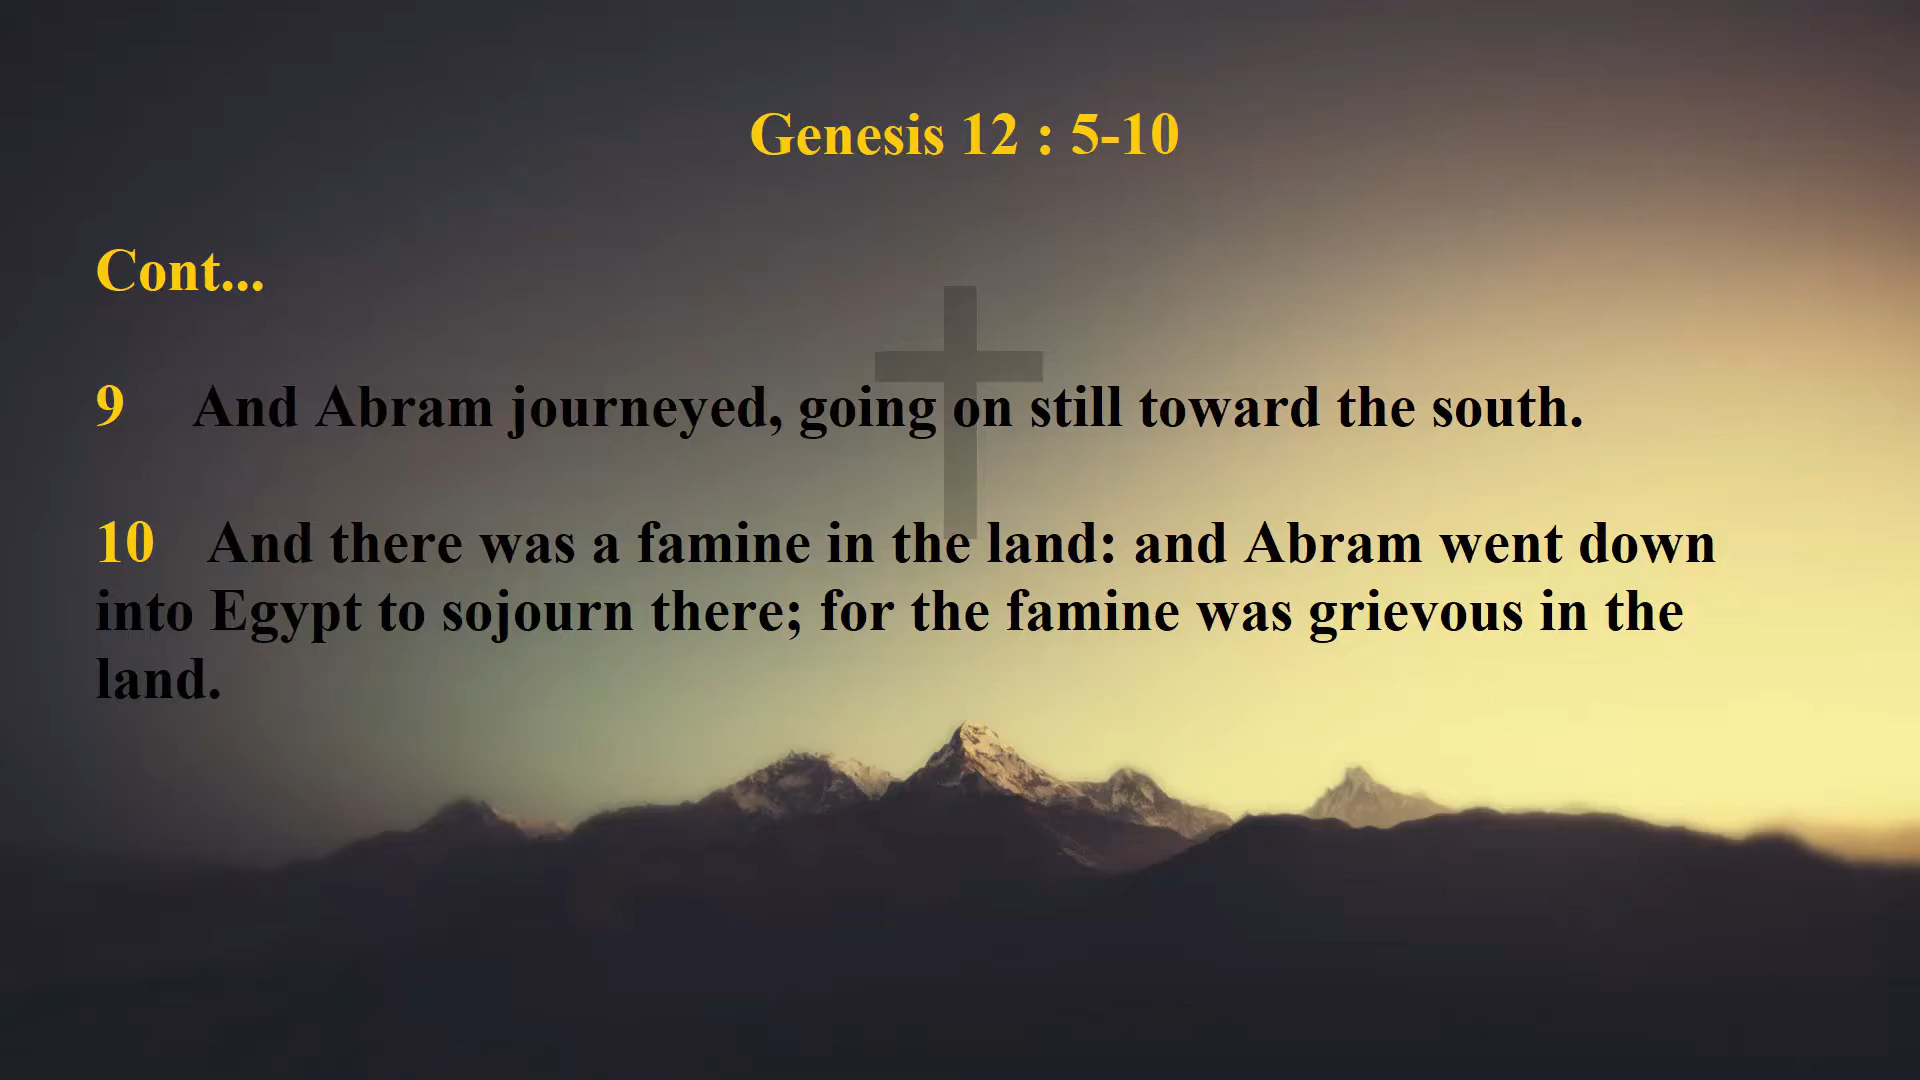 Genesis 12 : 5-10
Cont...
9 And Abram journeyed, going on still toward the south.
10 And there was a famine in the land: and Abram went down
into Egypt to sojourn there; for the famine was grievous in the
land.